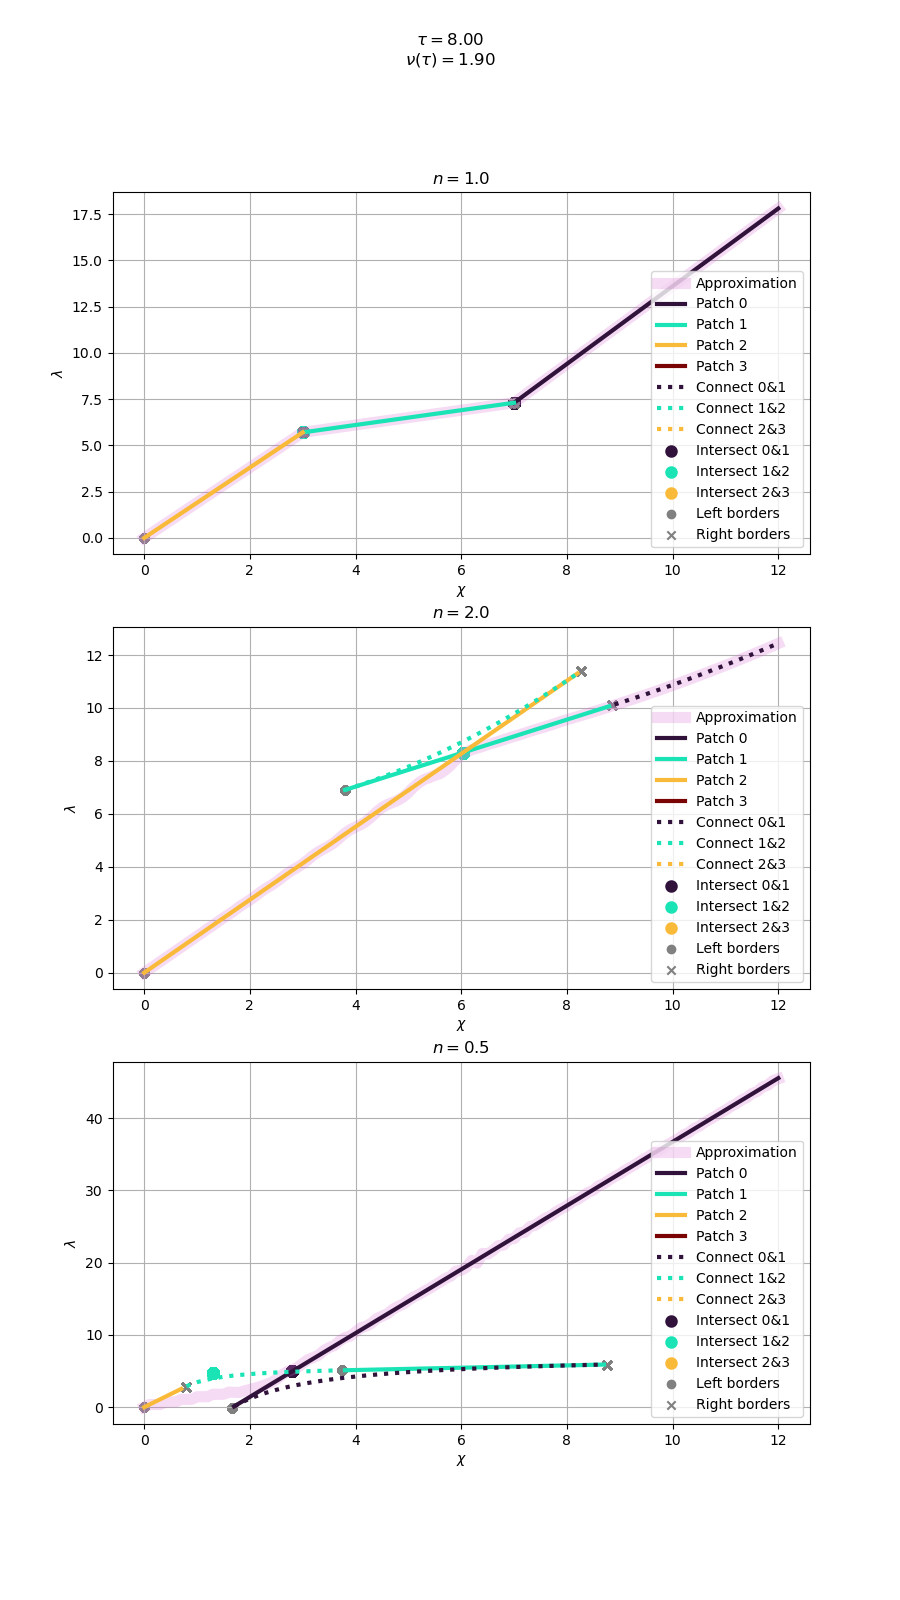 τ = 8.00
ν(τ) = 1.90
n = 1.0
17.5
15.0
12.5
10.0
7.5
5.0
2.5
0.0
λ
0 2 4 6 8 10 12
χ
Approximation
Patch 0
Patch 1
Patch 2
Patch 3
Connect 0&1
Connect 1&2
Connect 2&3
Intersect 0&1
Intersect 1&2
Intersect 2&3
Left borders
Right borders
n = 2.0
12
10
8
6
4
2
0
λ
0 2 4 6 8 10 12
χ
Approximation
Patch 0
Patch 1
Patch 2
Patch 3
Connect 0&1
Connect 1&2
Connect 2&3
Intersect 0&1
Intersect 1&2
Intersect 2&3
Left borders
Right borders
n = 0.5
40
30
20
10
0
λ
0 2 4 6 8 10 12
χ
Approximation
Patch 0
Patch 1
Patch 2
Patch 3
Connect 0&1
Connect 1&2
Connect 2&3
Intersect 0&1
Intersect 1&2
Intersect 2&3
Left borders
Right borders